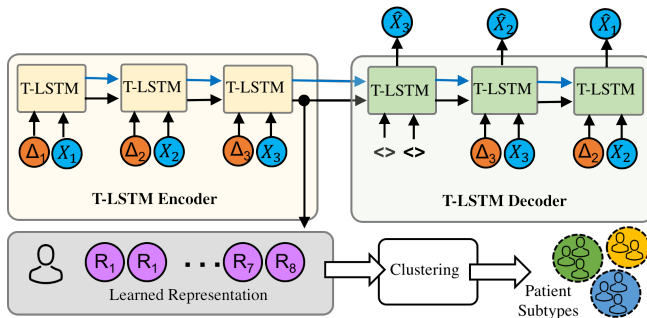 X̂3 X̂2 X̂1
T-LSTM T-LSTM T-LSTM T-LSTM T-LSTM T-LSTM
<> <>
Δ1 X1 Δ2 X2 Δ3 X3 Δ3 X3 Δ2 X2
T-LSTM Encoder T-LSTM Decoder
R1 R1 ... R7 R8
Learned Representation
Clustering
Patient
Subtypes